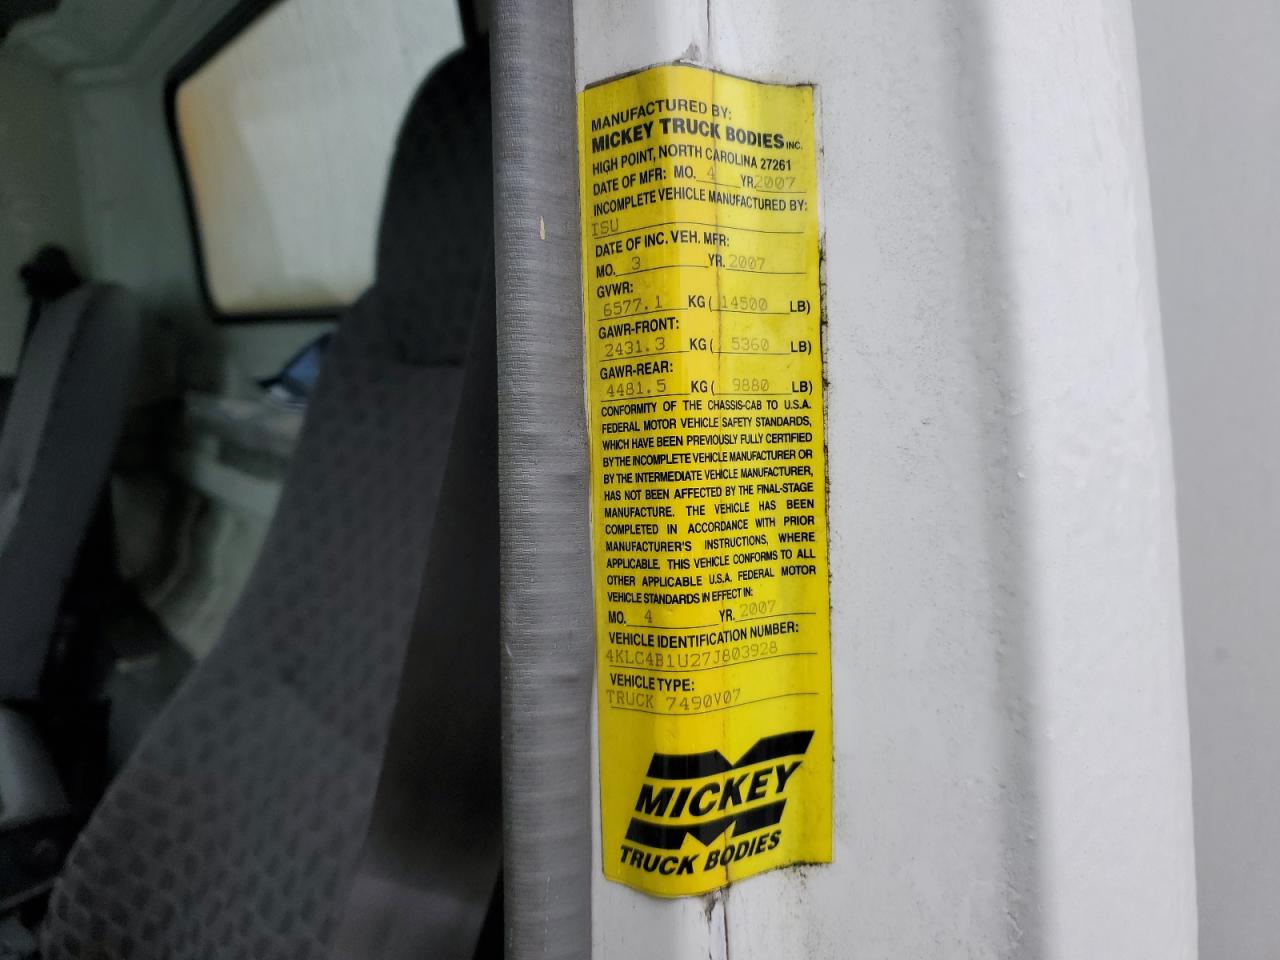 MANUFACTURED BY:
MICKEY TRUCK BODIES INC.
HIGH POINT, NORTH CAROLINA 27261
DATE OF MFR: MO. 4 YR. 2007
INCOMPLETE VEHICLE MANUFACTURED BY:
ISU
DATE OF INC. VEH. MFR:
MO. 3 YR. 2007
GVWR:
6577.1 KG ( 14500 LB)
GAWR-FRONT:
2431.3 KG ( 5360 LB)
GAWR-REAR:
4481.5 KG ( 9880 LB)
CONFORMITY OF THE CHASSIS-CAB TO U.S.A.
FEDERAL MOTOR VEHICLE SAFETY STANDARDS,
WHICH HAVE BEEN PREVIOUSLY FULLY CERTIFIED
BY THE INCOMPLETE VEHICLE MANUFACTURER OR
BY THE INTERMEDIATE VEHICLE MANUFACTURER,
HAS NOT BEEN AFFECTED BY THE FINAL-STAGE
MANUFACTURE. THE VEHICLE HAS BEEN
COMPLETED IN ACCORDANCE WITH PRIOR
MANUFACTURER'S INSTRUCTIONS, WHERE
APPLICABLE. THIS VEHICLE CONFORMS TO ALL
OTHER APPLICABLE U.S.A. FEDERAL MOTOR
VEHICLE STANDARDS IN EFFECT IN:
MO. 4 YR. 2007
VEHICLE IDENTIFICATION NUMBER:
4KLC4B1U27J803928
VEHICLE TYPE:
TRUCK 7490V07
MICKEY
TRUCK BODIES